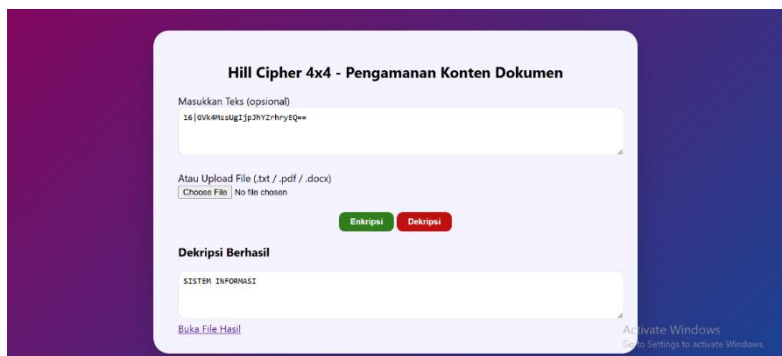 Hill Cipher 4x4 - Pengamanan Konten Dokumen
Masukkan Teks (opsional)
16|GVk4MssUgIjpJhYZrhryEQ==
Atau Upload File (.txt / .pdf / .docx)
Choose File No file chosen
Enkripsi Dekripsi
Dekripsi Berhasil
SISTEM INFORMASI
Buka File Hasil
Activate Windows
Go to Settings to activate Windows.